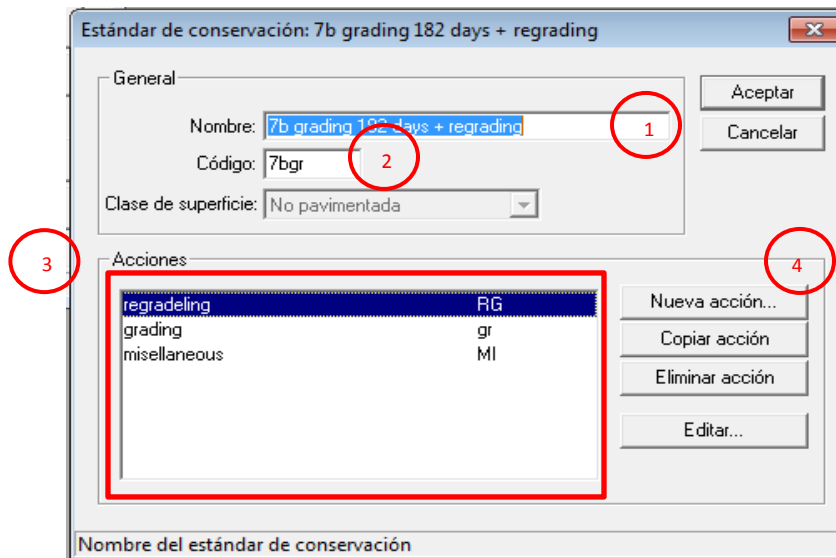 Estándar de conservación: 7b grading 182 days + regrading
General
Nombre: 7b grading 182 days + regrading 1
Código: 7bgr 2
Clase de superficie: No pavimentada
Aceptar
Cancelar
3
Acciones
4
regradeling RG
grading gr
misellaneous MI
Nueva acción...
Copiar acción
Eliminar acción
Editar...
Nombre del estándar de conservación